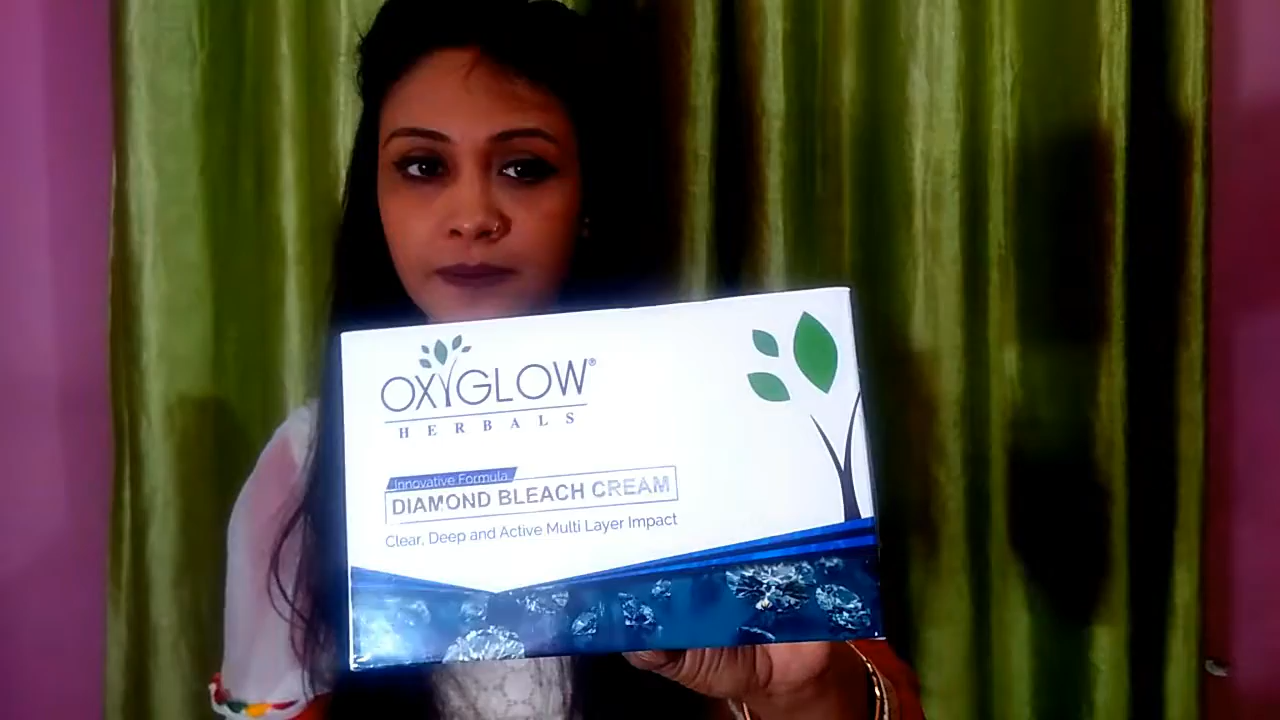 OXYGLOW®
HERBALS
Innovative Formula
DIAMOND BLEACH CREAM
Clear, Deep and Active Multi Layer Impact